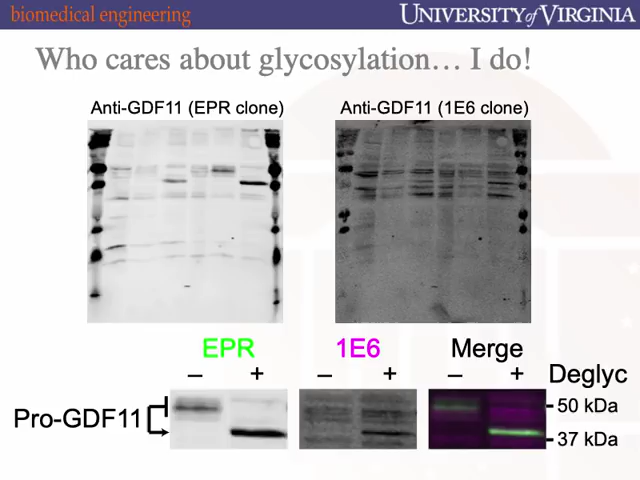 biomedical engineering
UNIVERSITY of VIRGINIA
Who cares about glycosylation… I do!
Anti-GDF11 (EPR clone)
Anti-GDF11 (1E6 clone)
EPR
1E6
Merge
– + – + – + Deglyc
Pro-GDF11
50 kDa
37 kDa